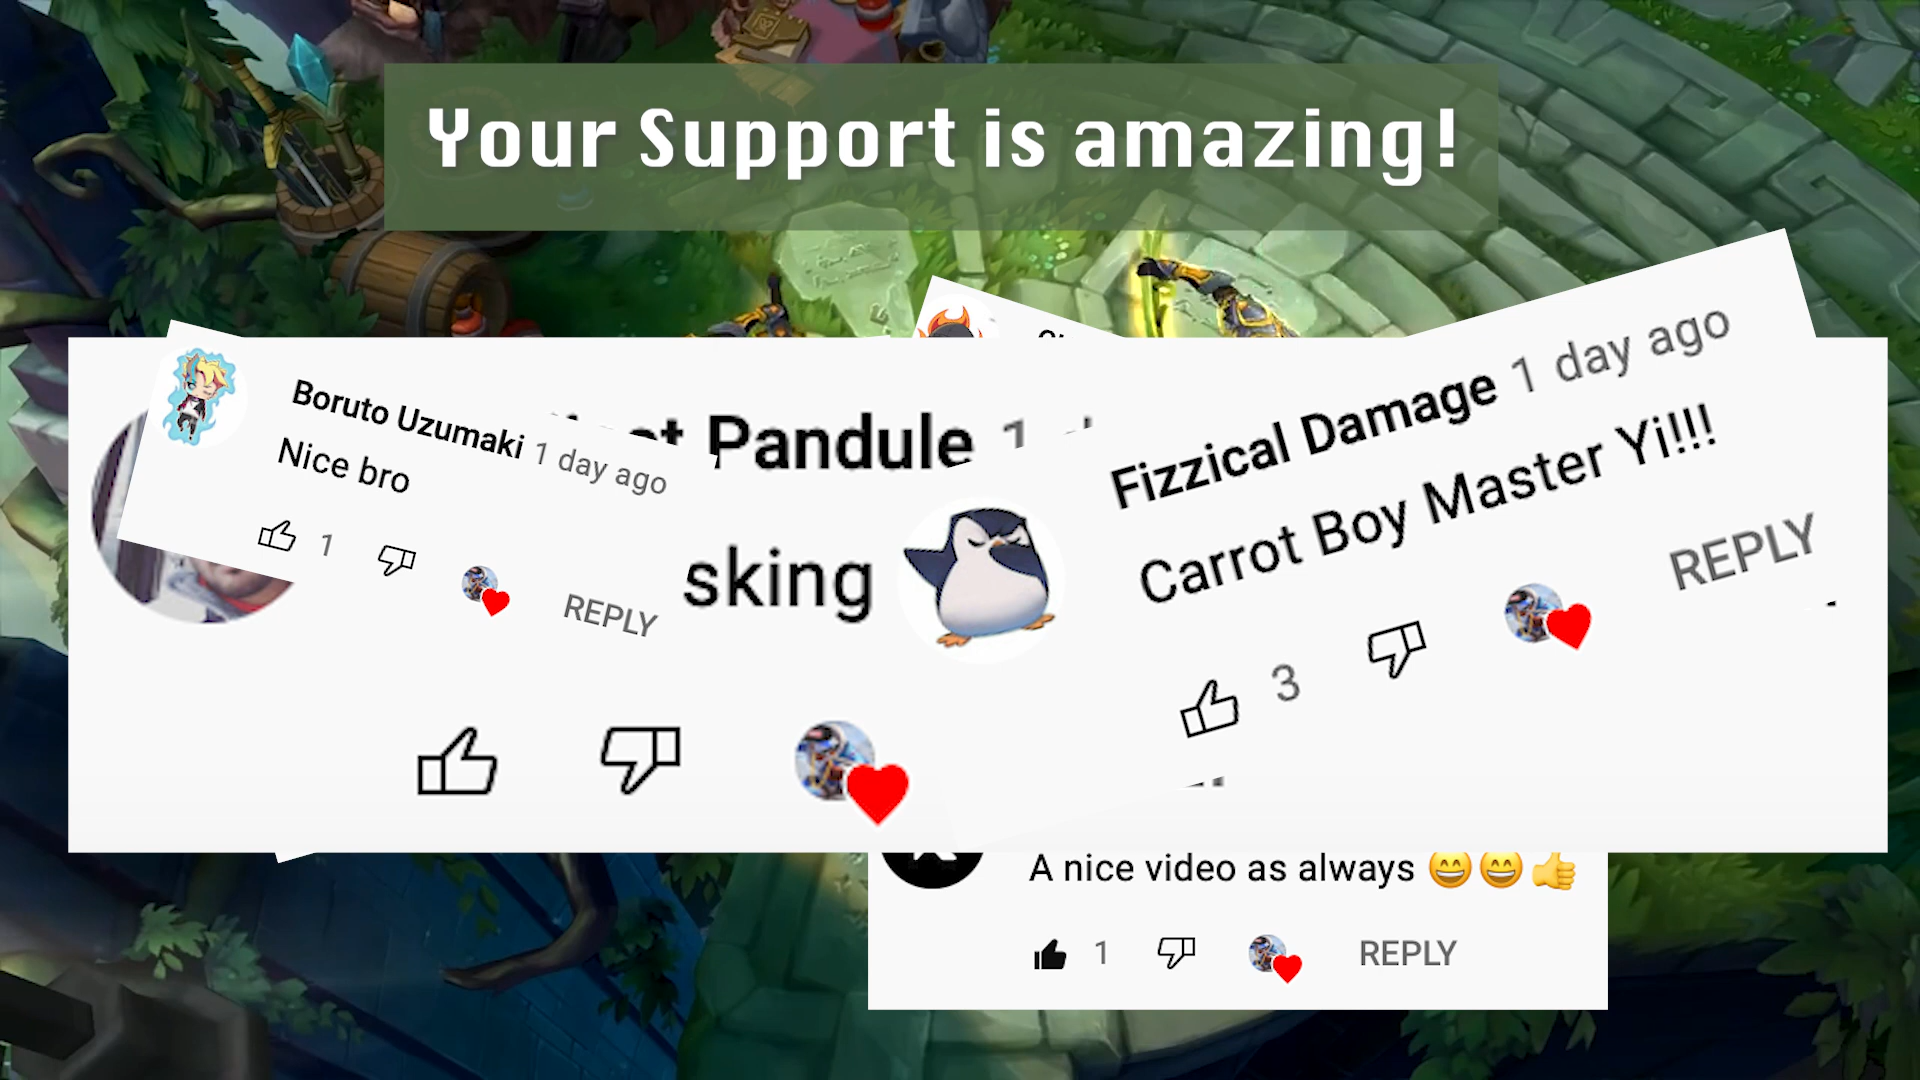 Your Support is amazing!
Boruto Uzumaki 1 day ago
Nice bro
1
REPLY
Pandule 1
sking
Fizzical Damage 1 day ago
Carrot Boy Master Yi!!!
3
REPLY
A nice video as always 😄😄👍
1
REPLY